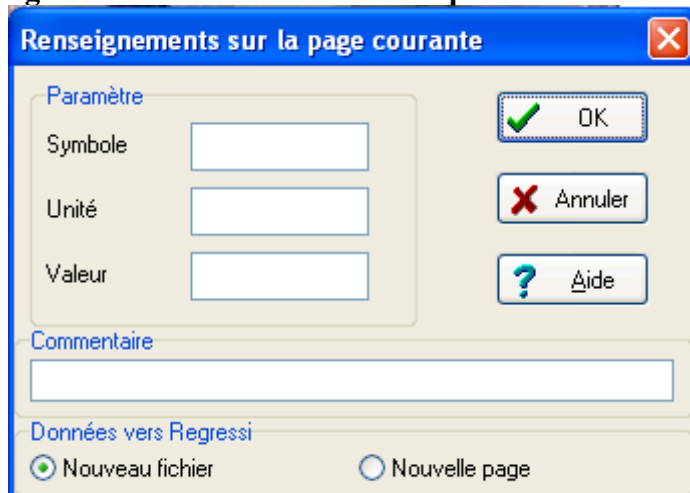 Renseignements sur la page courante
Paramètre
Symbole
Unité
Valeur
OK
Annuler
Aide
Commentaire
Données vers Regressi
Nouveau fichier
Nouvelle page